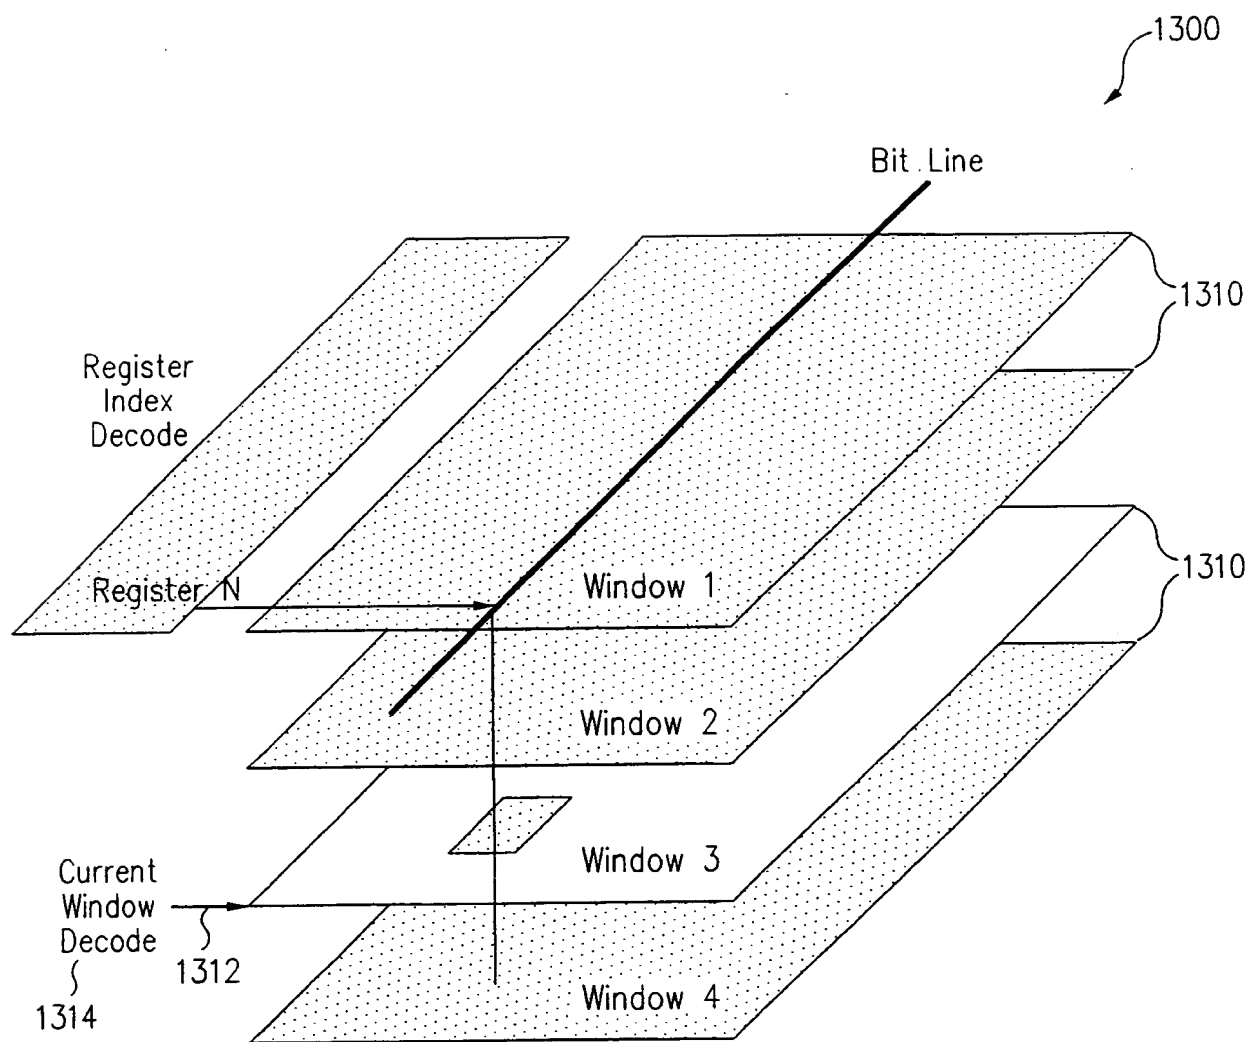 1300
Bit Line
1310
Register
Index
Decode
1310
Register N
Window 1
Window 2
Window 3
Current
Window
Decode
1312
1314
Window 4